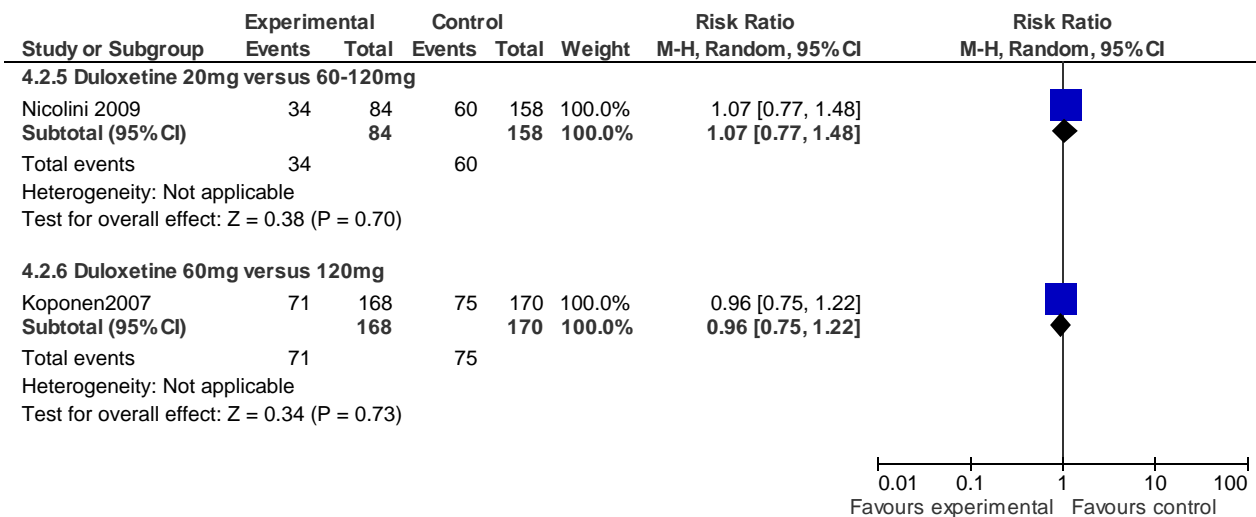 Experimental Control Risk Ratio Risk Ratio
Study or Subgroup Events Total Events Total Weight M-H, Random, 95% CI M-H, Random, 95% CI
4.2.5 Duloxetine 20mg versus 60-120mg
Nicolini 2009 34 84 60 158 100.0% 1.07 [0.77, 1.48]
Subtotal (95% CI) 84 158 100.0% 1.07 [0.77, 1.48]
Total events 34 60
Heterogeneity: Not applicable
Test for overall effect: Z = 0.38 (P = 0.70)
4.2.6 Duloxetine 60mg versus 120mg
Koponen2007 71 168 75 170 100.0% 0.96 [0.75, 1.22]
Subtotal (95% CI) 168 170 100.0% 0.96 [0.75, 1.22]
Total events 71 75
Heterogeneity: Not applicable
Test for overall effect: Z = 0.34 (P = 0.73)
0.01 0.1 1 10 100
Favours experimental Favours control